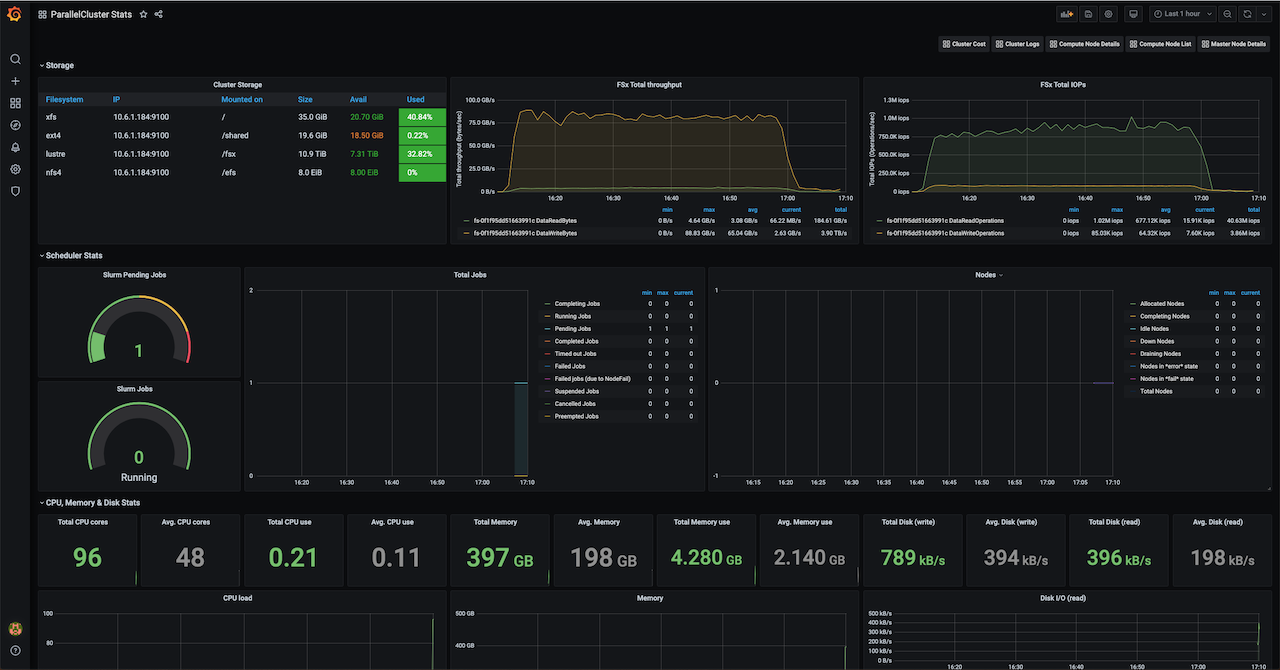 ParallelCluster Stats
Last 1 hour
Cluster Cost Cluster Logs Compute Node Details Compute Node List Master Node Details
Storage
Cluster Storage
Filesystem IP Mounted on Size Avail Used
xfs 10.6.1.184:9100 / 35.0 GiB 20.70 GiB 40.84%
ext4 10.6.1.184:9100 /shared 19.6 GiB 18.50 GiB 0.22%
lustre 10.6.1.184:9100 /fsx 10.9 TiB 7.31 TiB 32.82%
nfs4 10.6.1.184:9100 /efs 8.0 EiB 8.00 EiB 0%
FSx Total throughput
Total throughput (bytes/sec)
100.0 GB/s
75.0 GB/s
50.0 GB/s
25.0 GB/s
0 B/s
16:20 16:30 16:40 16:50 17:00 17:10
min max avg current total
fs-0f1f95dd51663991c DataReadBytes 0 B/s 4.64 GB/s 3.08 GB/s 66.22 MB/s 184.61 GB/s
fs-0f1f95dd51663991c DataWriteBytes 0 B/s 88.83 GB/s 65.04 GB/s 2.63 GB/s 3.90 TB/s
FSx Total IOPs
Total IOPs (Operations/sec)
1.3M iops
1.0M iops
750.0K iops
500.0K iops
250.0K iops
0 iops
16:20 16:30 16:40 16:50 17:00 17:10
min max avg current total
fs-0f1f95dd51663991c DataReadOperations 0 iops 1.02M iops 677.12K iops 15.91K iops 40.63M iops
fs-0f1f95dd51663991c DataWriteOperations 0 iops 85.03K iops 64.32K iops 7.60K iops 3.86M iops
Scheduler Stats
Slurm Pending Jobs
1
Slurm Jobs
0
Running
Total Jobs
2
1
0
16:20 16:30 16:40 16:50 17:00 17:10
min max current
Completing Jobs 0 0 0
Running Jobs 0 0 0
Pending Jobs 1 1 1
Completed Jobs 0 0 0
Timed out Jobs 0 0 0
Failed Jobs 0 0 0
Failed jobs (due to NodeFail) 0 0 0
Suspended Jobs 0 0 0
Cancelled Jobs 0 0 0
Preempted Jobs 0 0 0
Nodes
1
0
-1
16:15 16:20 16:25 16:30 16:35 16:40 16:45 16:50 16:55 17:00 17:05 17:10
min max current
Allocated Nodes 0 0 0
Completing Nodes 0 0 0
Idle Nodes 0 0 0
Down Nodes 0 0 0
Draining Nodes 0 0 0
Nodes in *error* state 0 0 0
Nodes in *fail* state 0 0 0
Total Nodes 0 0 0
CPU, Memory & Disk Stats
Total CPU cores Avg. CPU cores Total CPU use Avg. CPU use Total Memory Avg. Memory Total Memory use Avg. Memory use Total Disk (write) Avg. Disk (write) Total Disk (read) Avg. Disk (read)
96 48 0.21 0.11 397 GB 198 GB 4.280 GB 2.140 GB 789 kB/s 394 kB/s 396 kB/s 198 kB/s
CPU load
100
80
Memory
500 GB
400 GB
Disk I/O (read)
500 kB/s
400 kB/s
300 kB/s
200 kB/s
100 kB/s
0 B/s
16:20 16:30 16:40 16:50 17:00 17:10